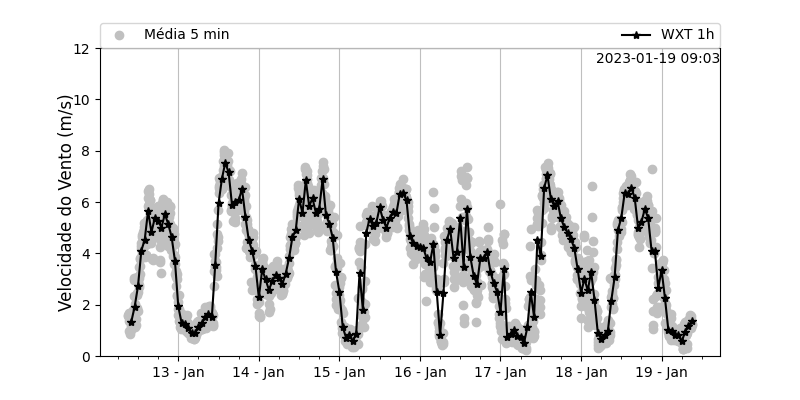 Média 5 min
WXT 1h
2023-01-19 09:03
Velocidade do Vento (m/s)
12
10
8
6
4
2
0
13 - Jan
14 - Jan
15 - Jan
16 - Jan
17 - Jan
18 - Jan
19 - Jan